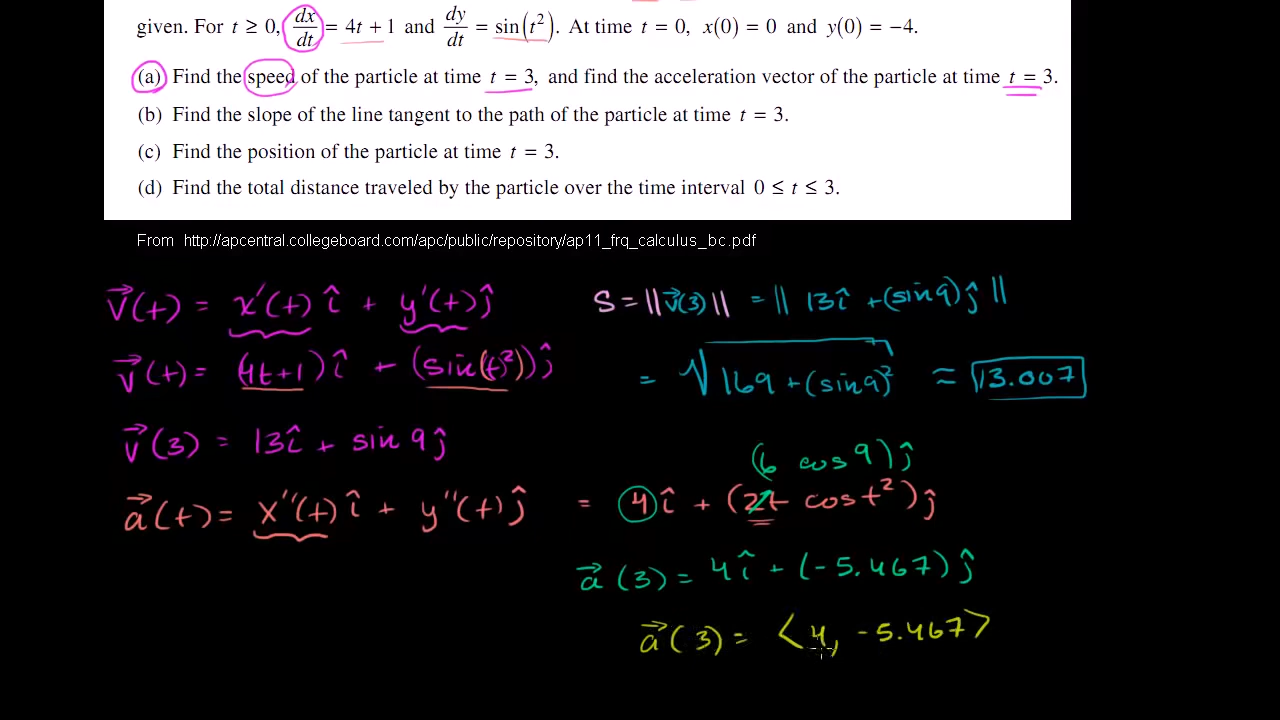 given. For t ≥ 0, dx/dt = 4t + 1 and dy/dt = sin(t²). At time t = 0, x(0) = 0 and y(0) = −4.
(a) Find the speed of the particle at time t = 3, and find the acceleration vector of the particle at time t = 3.
(b) Find the slope of the line tangent to the path of the particle at time t = 3.
(c) Find the position of the particle at time t = 3.
(d) Find the total distance traveled by the particle over the time interval 0 ≤ t ≤ 3.
From http://apcentral.collegeboard.com/apc/public/repository/ap11_frq_calculus_bc.pdf
v⃗(t) = x'(t) î + y'(t) ĵ
v⃗(t) = (4t+1) î + (sin(t²)) ĵ
v⃗(3) = 13 î + sin 9 ĵ
a⃗(t) = x''(t) î + y''(t) ĵ = 4 î + (2t cos t²) ĵ
S = ||v⃗(3)|| = || 13 î + (sin 9) ĵ ||
= √169 + (sin 9)² ≈ 13.007
(6 cos 9) ĵ
a⃗(3) = 4 î + (-5.467) ĵ
a⃗(3) = ⟨4, -5.467⟩